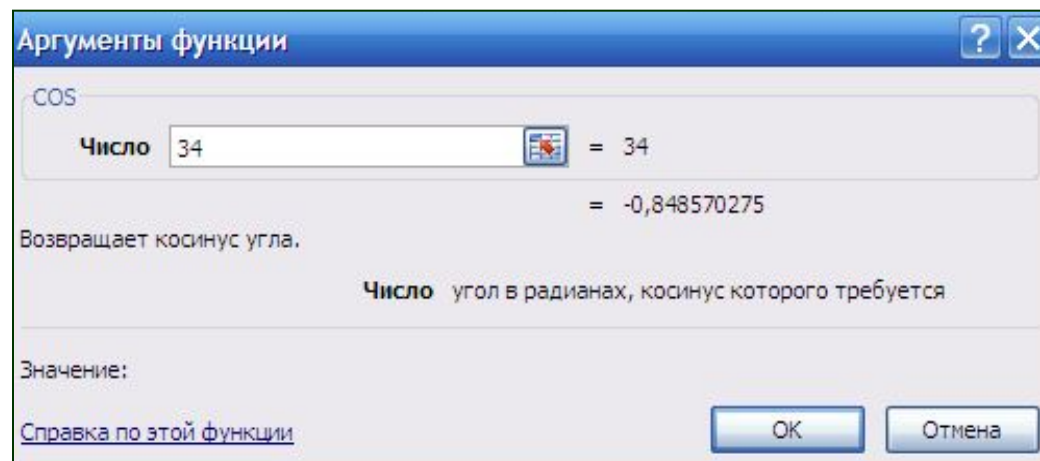 Аргументы функции
COS
Число 34 = 34
= -0,848570275
Возвращает косинус угла.
Число угол в радианах, косинус которого требуется
Значение:
Справка по этой функции
ОК Отмена